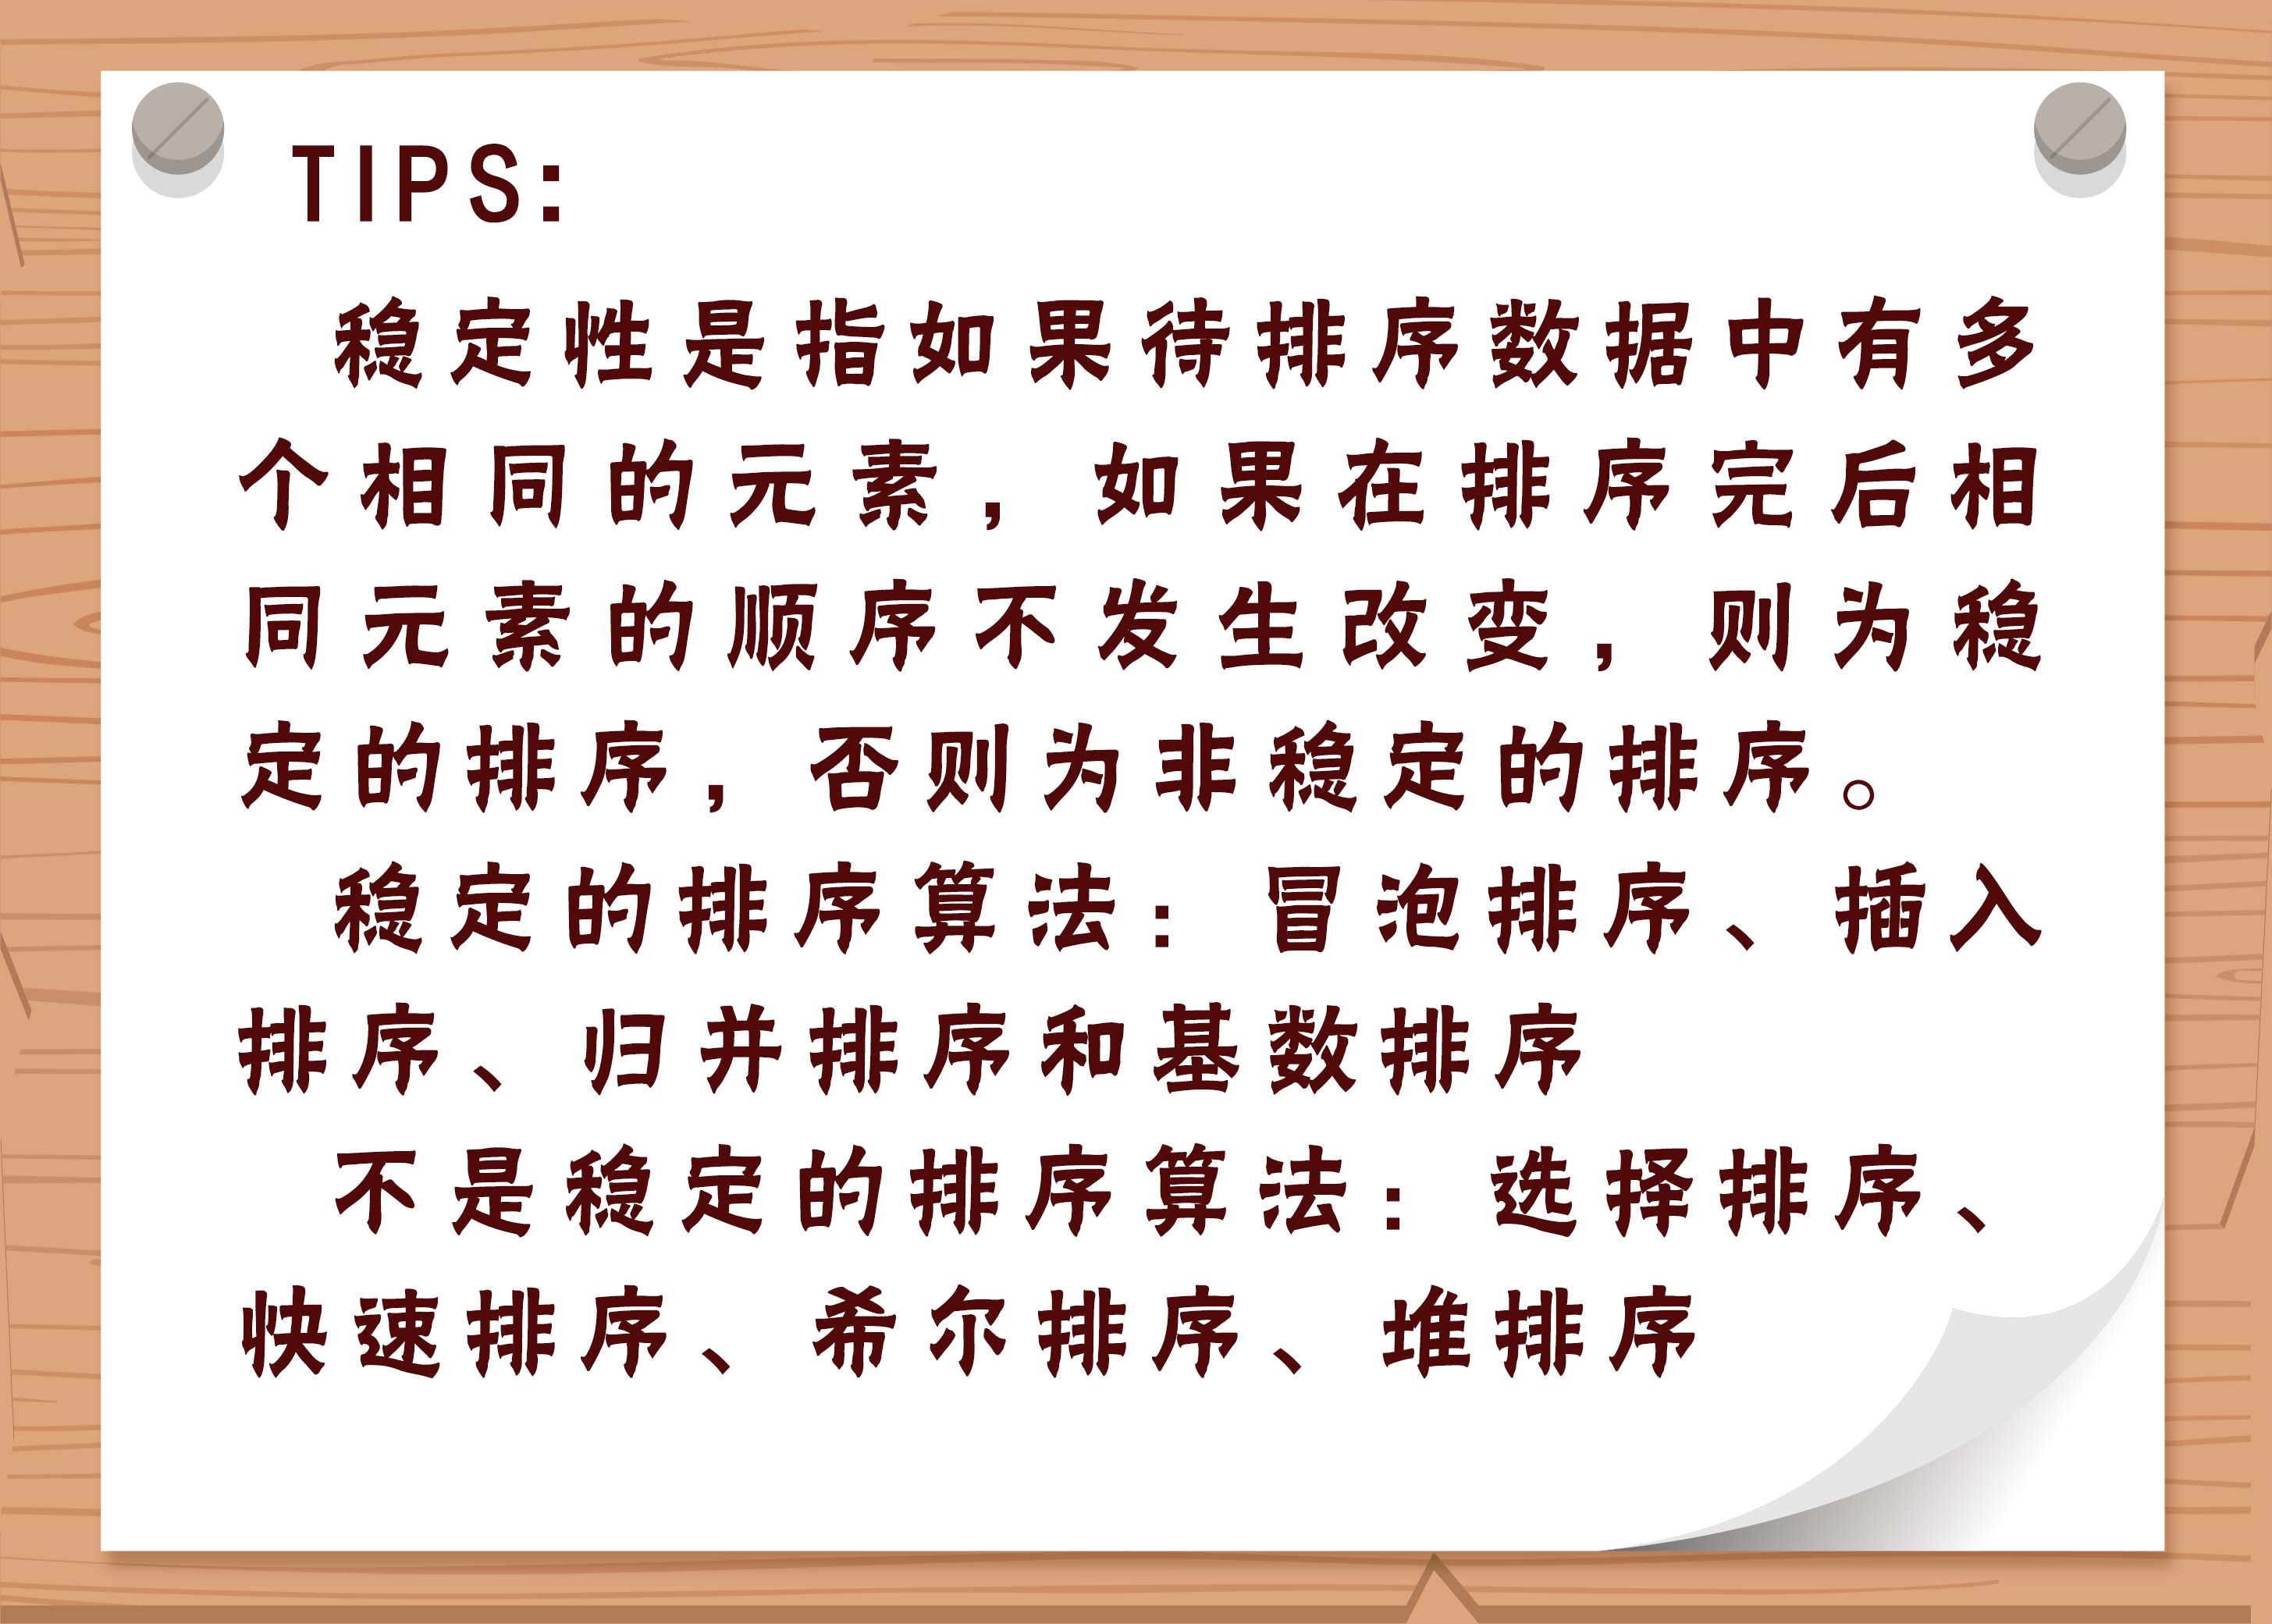 TIPS:
稳定性是指如果待排序数据中有多
个相同的元素，如果在排序完后相
同元素的顺序不发生改变，则为稳
定的排序，否则为非稳定的排序。
稳定的排序算法：冒泡排序、插入
排序、归并排序和基数排序
不是稳定的排序算法：选择排序、
快速排序、希尔排序、堆排序